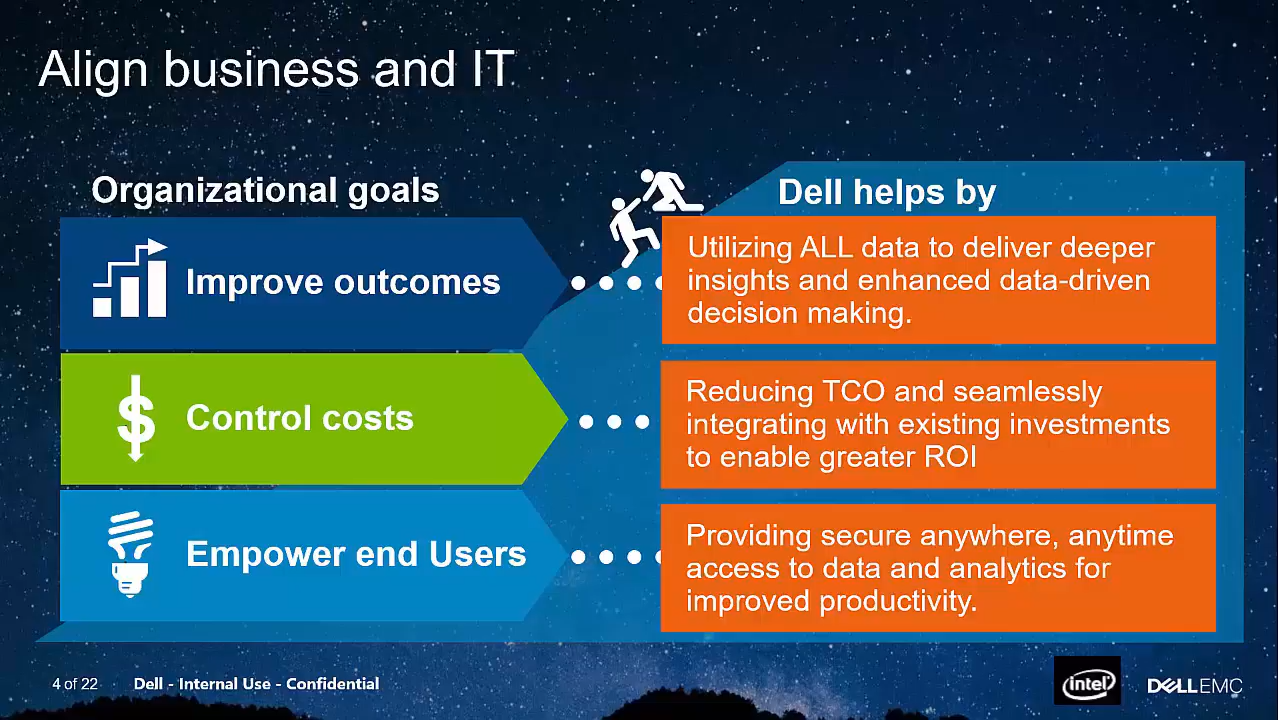 Align business and IT
Organizational goals
Dell helps by
Improve outcomes
Utilizing ALL data to deliver deeper
insights and enhanced data-driven
decision making.
$
Control costs
Reducing TCO and seamlessly
integrating with existing investments
to enable greater ROI
Empower end Users
Providing secure anywhere, anytime
access to data and analytics for
improved productivity.
4 of 22 · Dell - Internal Use - Confidential
intel
DELLEMC